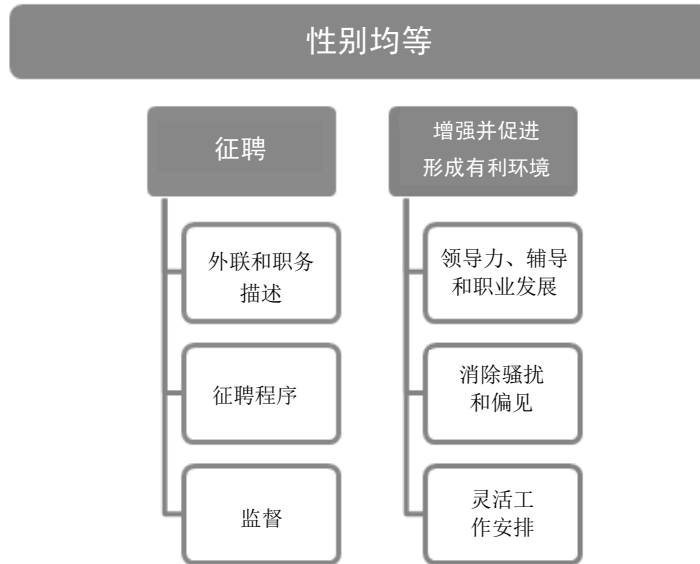 性别均等
征聘
外联和职务
描述
征聘程序
监督
增强并促进
形成有利环境
领导力、辅导
和职业发展
消除骚扰
和偏见
灵活工
作安排